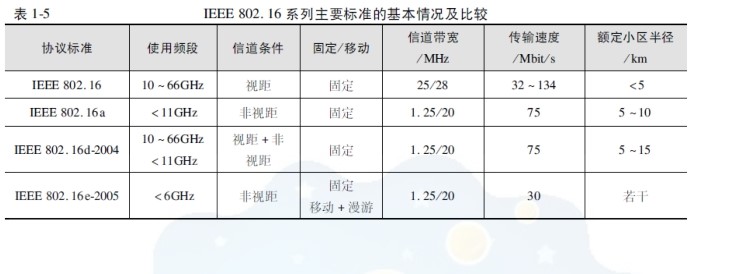 表 1-5 IEEE 802.16 系列主要标准的基本情况及比较
协议标准 使用频段 信道条件 固定/移动 信道带宽/MHz 传输速度/Mbit/s 额定小区半径/km
IEEE 802.16 10~66GHz 视距 固定 25/28 32~134 <5
IEEE 802.16a <11GHz 非视距 固定 1.25/20 75 5~10
IEEE 802.16d-2004 10~66GHz <11GHz 视距+非视距 固定 1.25/20 75 5~15
IEEE 802.16e-2005 <6GHz 非视距 固定 移动+漫游 1.25/20 30 若干